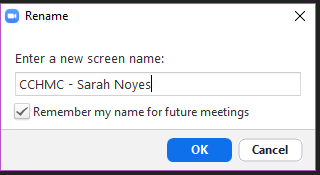 Rename
Enter a new screen name:
CCHMC - Sarah Noyes
Remember my name for future meetings
OK Cancel